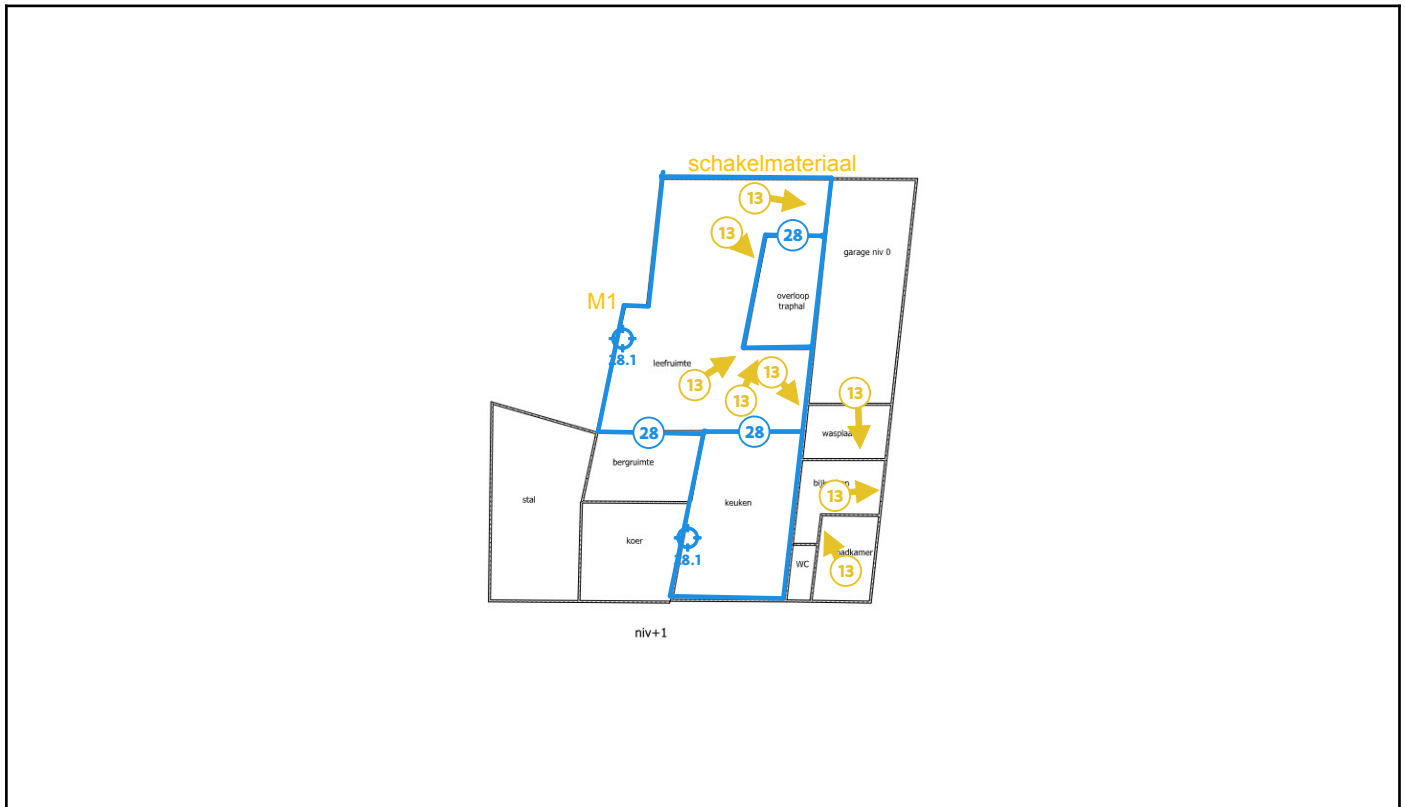 schakelmateriaal
13
13
28
garage niv 0
overloop
traphal
M1
28.1
leefruimte
13
13
13
13
28
28
wasplaa
bergruimte
stal
keuken
13
koer
28.1
WC
badkamer
13
niv+1